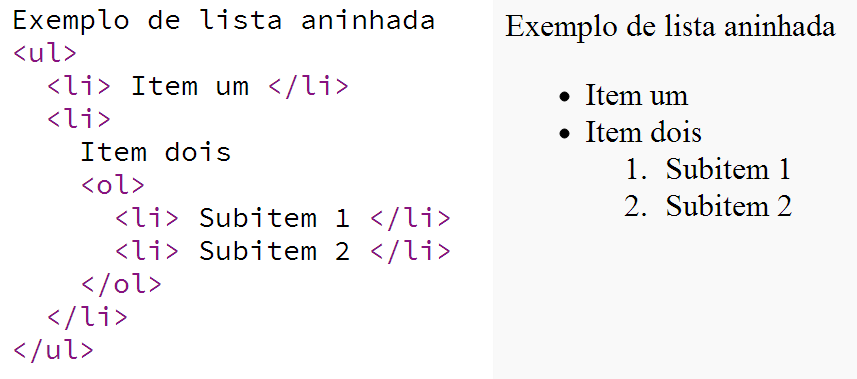 Exemplo de lista aninhada
<ul>
<li> Item um </li>
<li>
Item dois
<ol>
<li> Subitem 1 </li>
<li> Subitem 2 </li>
</ol>
</li>
</ul>
Exemplo de lista aninhada
• Item um
• Item dois
1. Subitem 1
2. Subitem 2